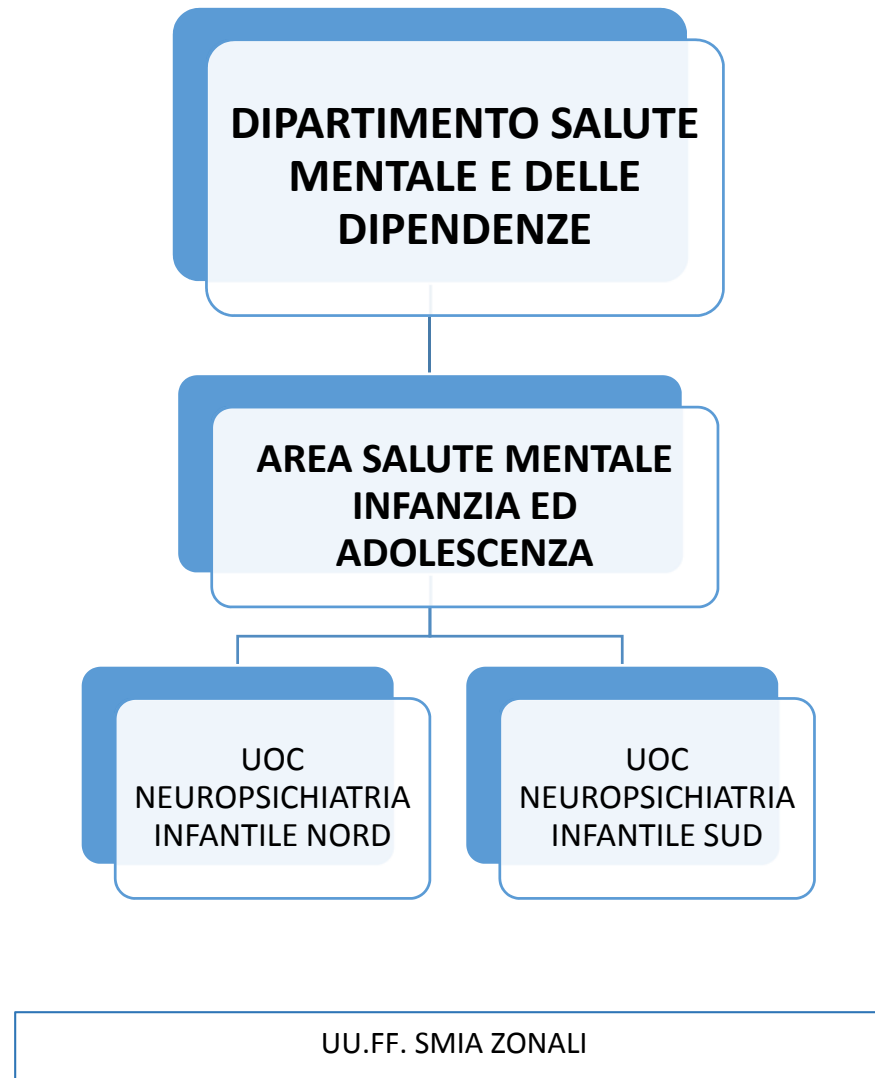 DIPARTIMENTO SALUTE
MENTALE E DELLE
DIPENDENZE
AREA SALUTE MENTALE
INFANZIA ED
ADOLESCENZA
UOC
NEUROPSICHIATRIA
INFANTILE NORD
UOC
NEUROPSICHIATRIA
INFANTILE SUD
UU.FF. SMIA ZONALI